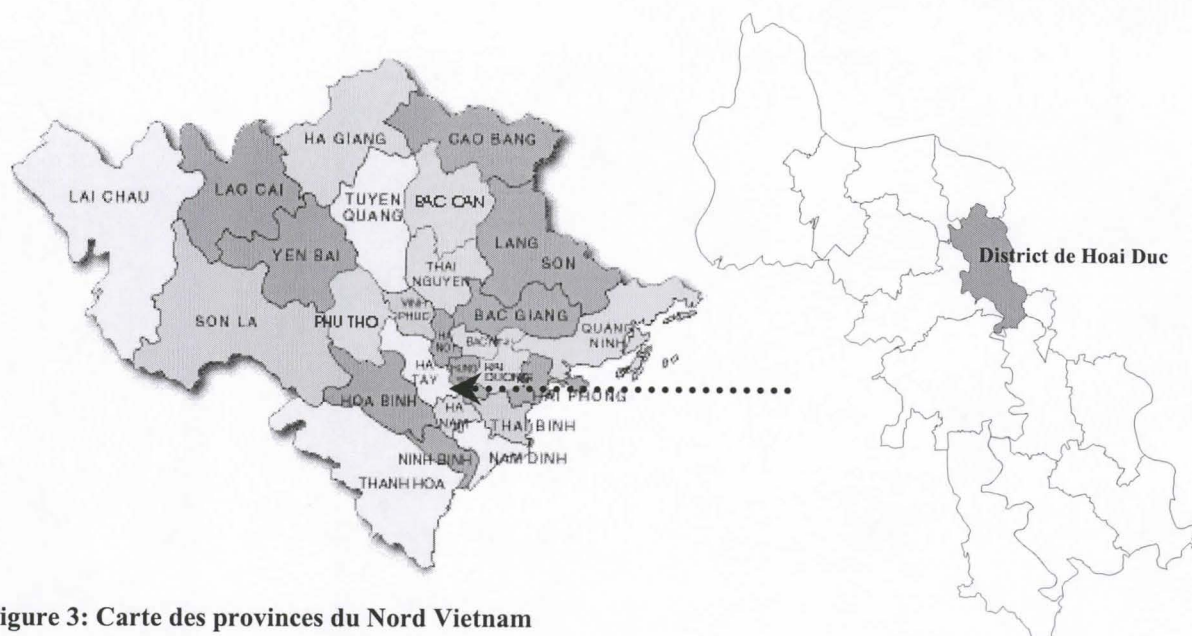 HA GIANG
CAO BANG
LAI CHAU
LAO CAI
TUYEN
QUANG
BAC CAN
YEN BAI
LANG
SON
THAI
NGUYEN
District de Hoai Duc
SON LA
PHU THO
VINH
PHUC
BAC GIANG
QUANG
NINH
HA
NOI
BAC N
HA
TAY
HUNG
HAI
DUONG
HOA BINH
HAI PHONG
HA
NAM
THAI BINH
NINH BINH
NAM DINH
THANH HOA
igure 3: Carte des provinces du Nord Vietnam